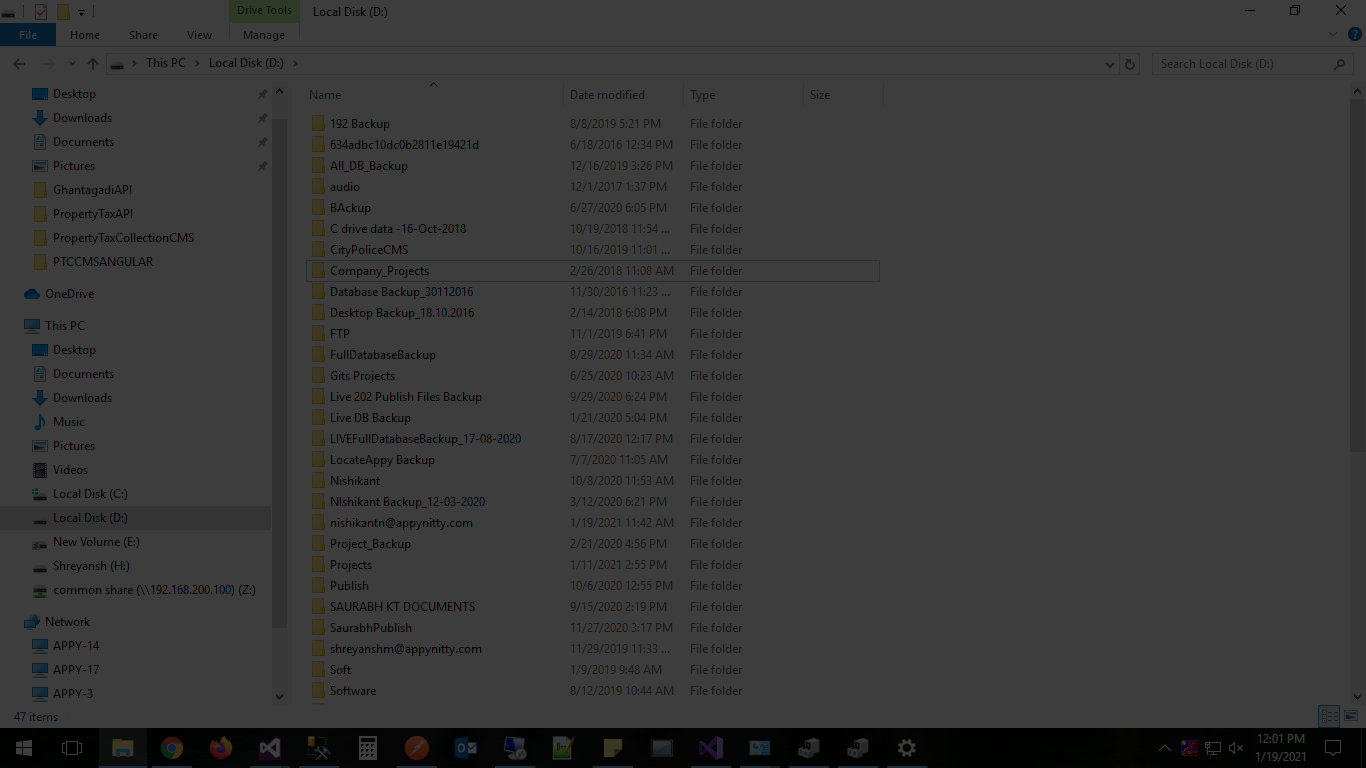 Drive Tools Local Disk (D:)
File Home Share View Manage
This PC Local Disk (D:) Search Local Disk (D:)
Desktop
Downloads
Documents
Pictures
GhantagadiAPI
PropertyTaxAPI
PropertyTaxCollectionCMS
PTCCMSANGULAR
OneDrive
This PC
Desktop
Documents
Downloads
Music
Pictures
Videos
Local Disk (C:)
Local Disk (D:)
New Volume (E:)
Shreyansh (H:)
common share (\\192.168.200.100) (Z:)
Network
APPY-14
APPY-17
APPY-3
Name Date modified Type Size
192 Backup 8/8/2019 5:21 PM File folder
634adbc10dc0b2811e19421d 6/18/2016 12:34 PM File folder
All_DB_Backup 12/16/2019 3:26 PM File folder
audio 12/1/2017 1:37 PM File folder
BAckup 6/27/2020 6:05 PM File folder
C drive data -16-Oct-2018 10/19/2018 11:54 ... File folder
CityPoliceCMS 10/16/2019 11:01 ... File folder
Company_Projects 2/26/2018 11:08 AM File folder
Database Backup_30112016 11/30/2016 11:23 ... File folder
Desktop Backup_18.10.2016 2/14/2018 6:08 PM File folder
FTP 11/1/2019 6:41 PM File folder
FullDatabaseBackup 8/29/2020 11:34 AM File folder
Gits Projects 6/25/2020 10:23 AM File folder
Live 202 Publish Files Backup 9/29/2020 6:24 PM File folder
Live DB Backup 1/21/2020 5:04 PM File folder
LIVEFullDatabaseBackup_17-08-2020 8/17/2020 12:17 PM File folder
LocateAppy Backup 7/7/2020 11:05 AM File folder
Nishikant 10/8/2020 11:53 AM File folder
NIshikant Backup_12-03-2020 3/12/2020 6:21 PM File folder
nishikantn@appynitty.com 1/19/2021 11:42 AM File folder
Project_Backup 2/21/2020 4:56 PM File folder
Projects 1/11/2021 2:55 PM File folder
Publish 10/6/2020 12:55 PM File folder
SAURABH KT DOCUMENTS 9/15/2020 2:19 PM File folder
SaurabhPublish 11/27/2020 3:17 PM File folder
shreyanshm@appynitty.com 11/29/2019 11:33 ... File folder
Soft 1/9/2019 9:48 AM File folder
Software 8/12/2019 10:44 AM File folder
47 items
12:01 PM
1/19/2021